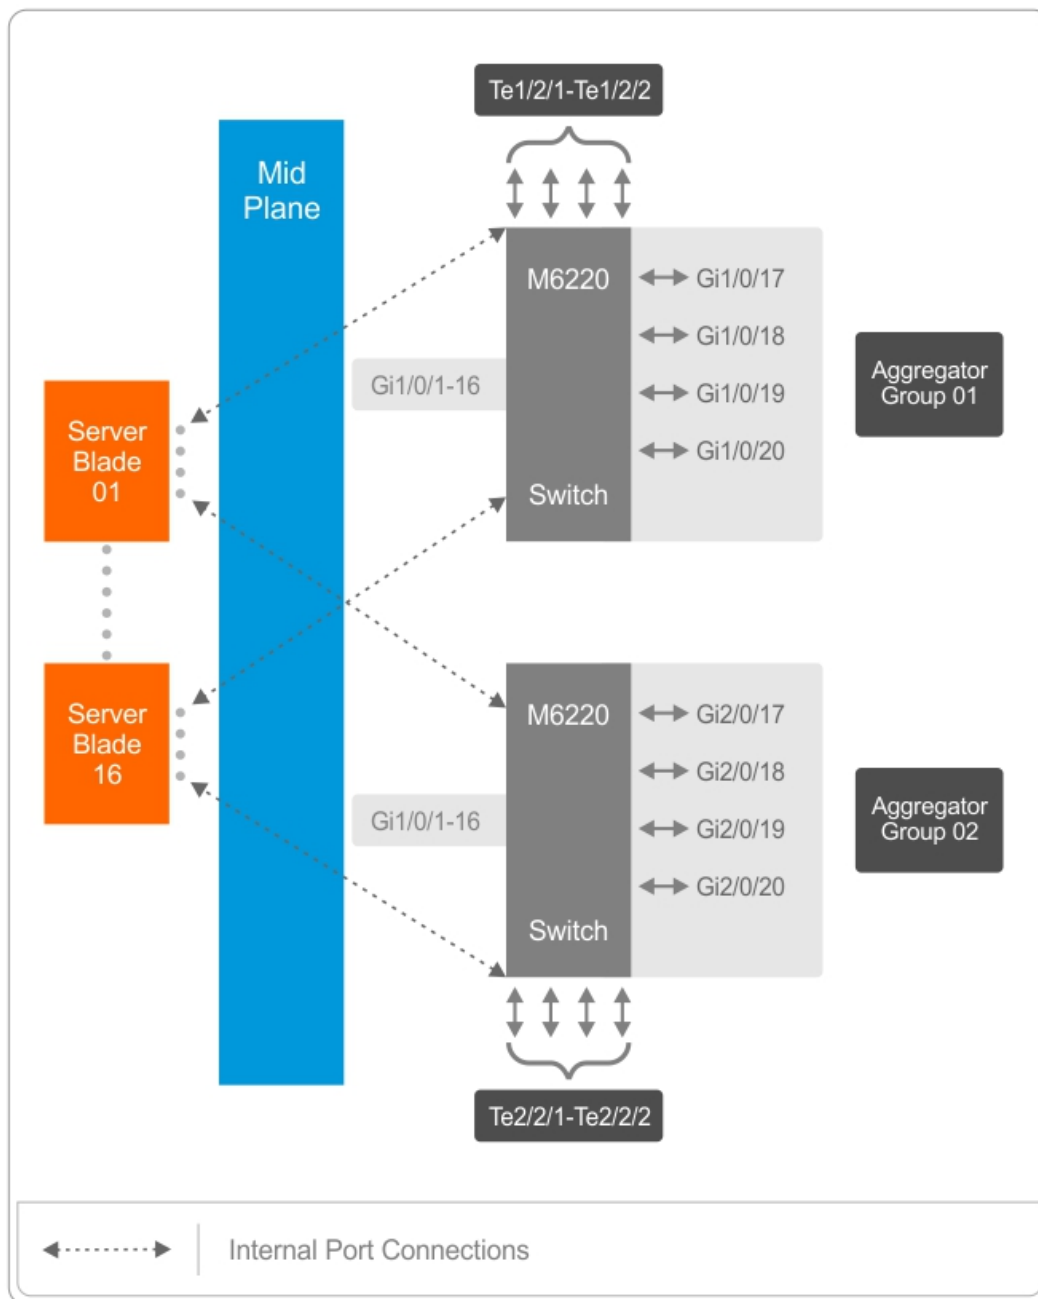 Te1/2/1-Te1/2/2
Mid
Plane
M6220
Gi1/0/17
Gi1/0/18
Gi1/0/19
Gi1/0/20
Switch
Gi1/0/1-16
Aggregator
Group 01
Server
Blade
01
Server
Blade
16
M6220
Gi2/0/17
Gi2/0/18
Gi2/0/19
Gi2/0/20
Switch
Gi1/0/1-16
Aggregator
Group 02
Te2/2/1-Te2/2/2
Internal Port Connections